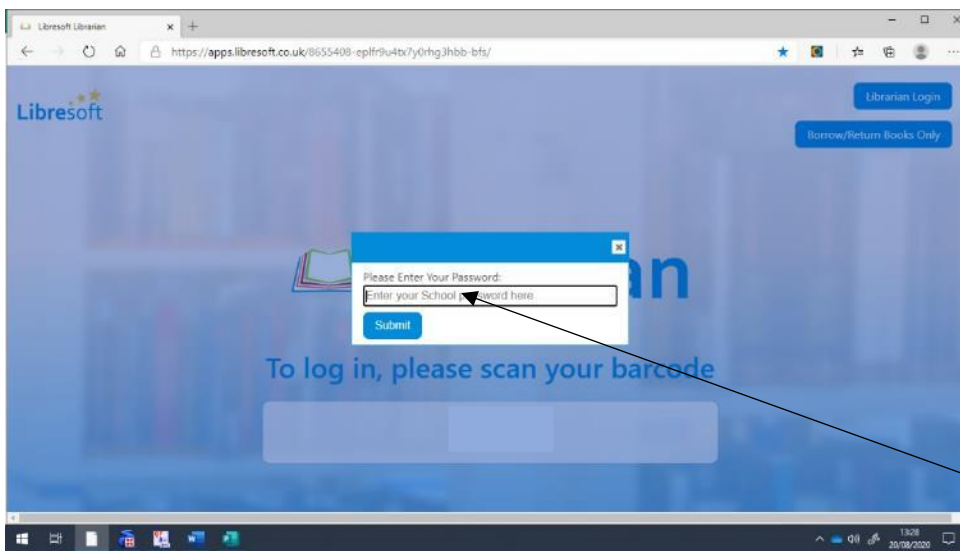 Libresoft Librarian
https://apps.libresoft.co.uk/8655408-eplfr9u4tx7y0rhg3hbb-bfs/
Libresoft
Librarian Login
Borrow/Return Books Only
an
Please Enter Your Password:
Enter your School password here
Submit
To log in, please scan your barcode
13:28
20/08/2020